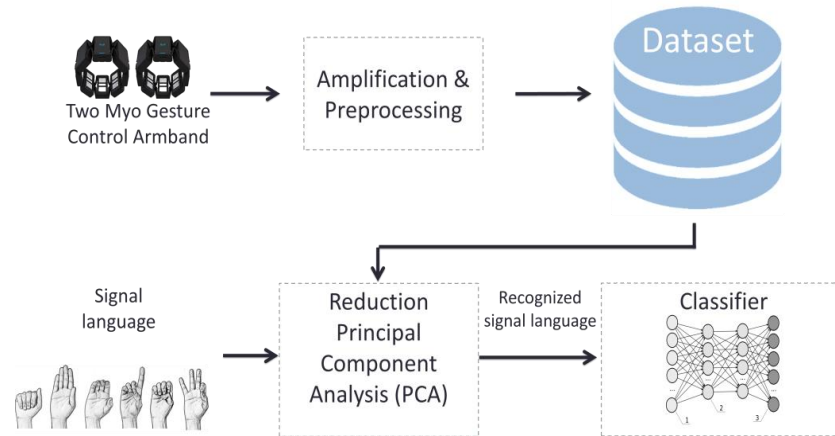 Two Myo Gesture
Control Armband
Amplification &
Preprocessing
Dataset
Signal
language
Reduction
Principal
Component
Analysis (PCA)
Recognized
signal language
Classifier
1
2
3